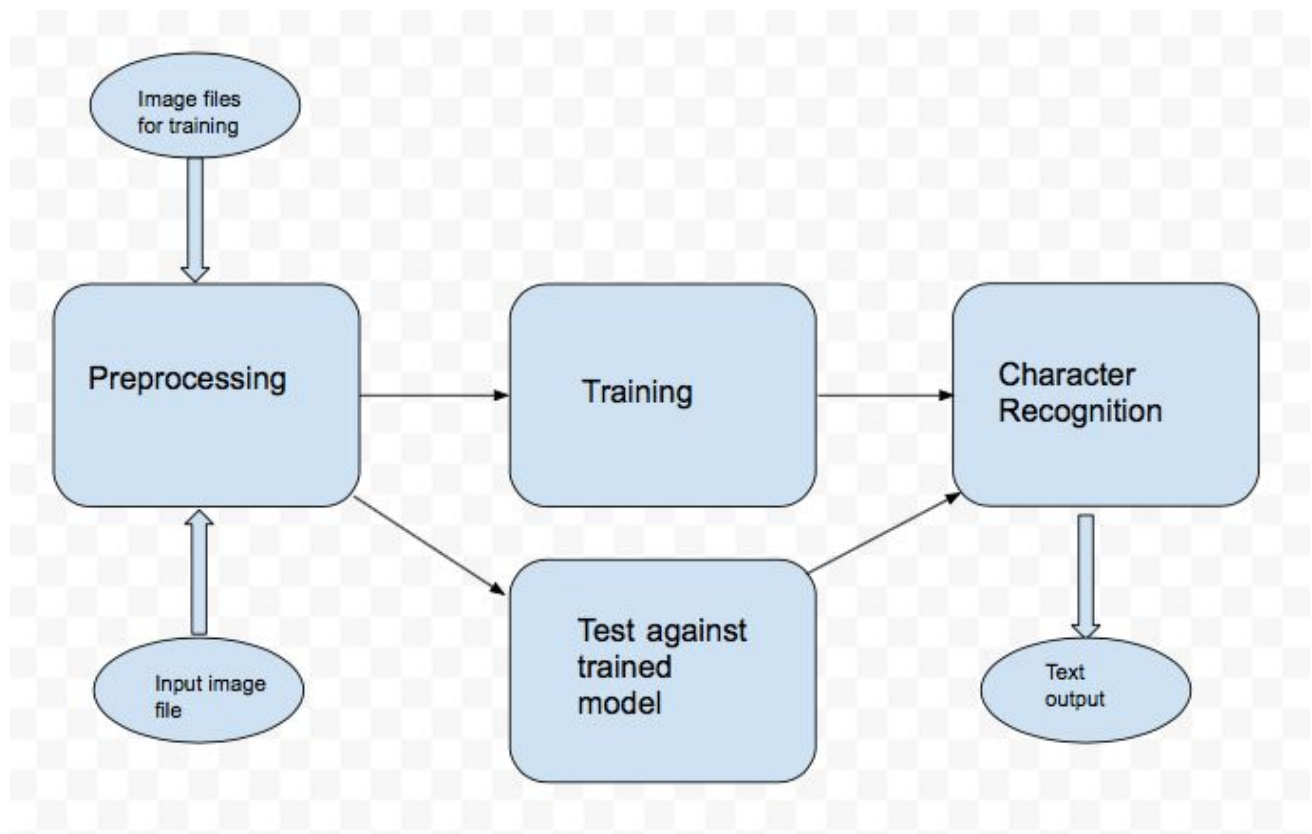 Image files
for training
Preprocessing
Training
Character
Recognition
Input image
file
Test against
trained
model
Text
output